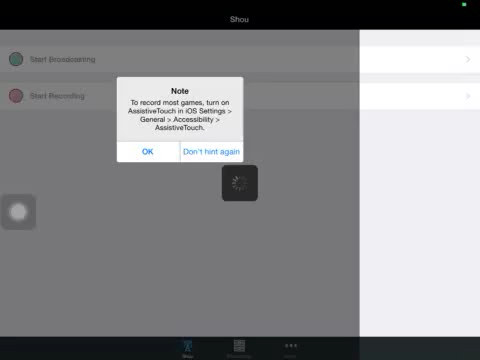 Shou
Start Broadcasting
Start Recording
Note
To record most games, turn on
AssistiveTouch in iOS Settings >
General > Accessibility >
AssistiveTouch.
OK
Don't hint again
Shou